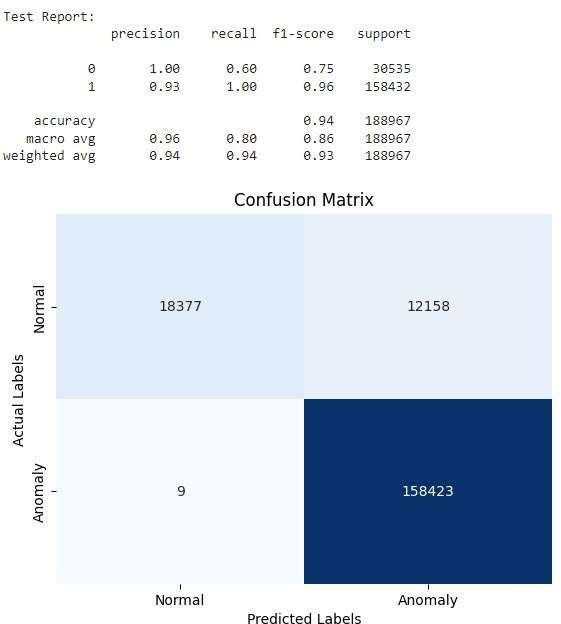 Test Report:
precision recall f1-score support
0 1.00 0.60 0.75 30535
1 0.93 1.00 0.96 158432
accuracy 0.94 188967
macro avg 0.96 0.80 0.86 188967
weighted avg 0.94 0.94 0.93 188967
Confusion Matrix
Normal
18377 12158
Actual Labels
Anomaly
9 158423
Normal Anomaly
Predicted Labels